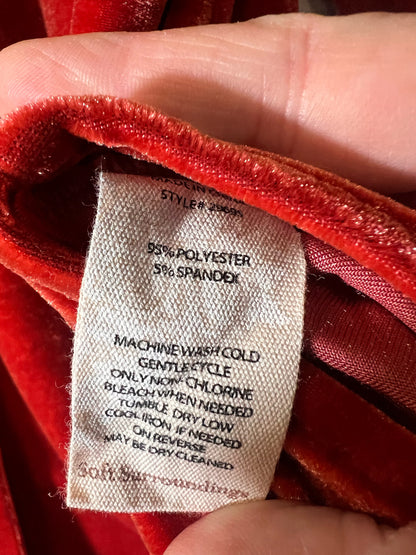 STYLE# 29695
95% POLYESTER
5% SPANDEX
MACHINE WASH COLD
GENTLE CYCLE
ONLY NON-CHLORINE
BLEACH WHEN NEEDED
TUMBLE DRY LOW
COOL IRON IF NEEDED
ON REVERSE
MAY BE DRY CLEANED
Soft Surroundings